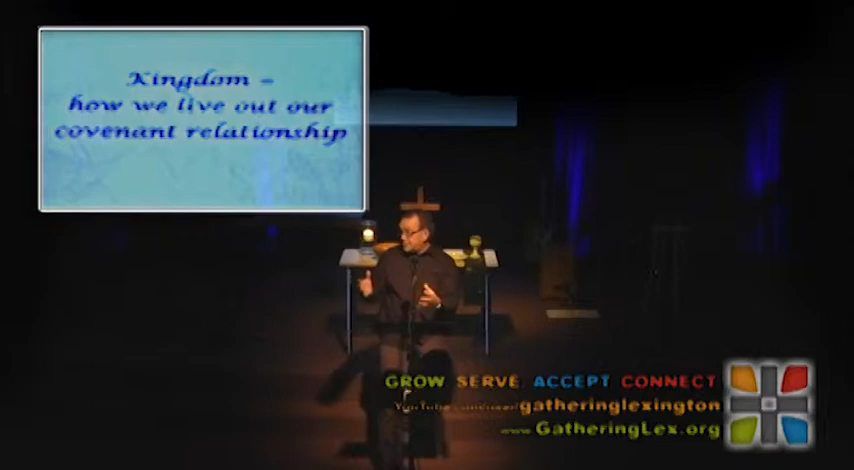 Kingdom –
how we live out our
covenant relationship
GROW SERVE ACCEPT CONNECT
gatheringlexington
www.GatheringLex.org